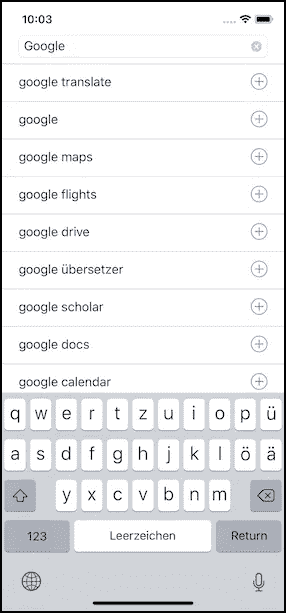 10:03
Google
google translate
google
google maps
google flights
google drive
google übersetzer
google scholar
google docs
google calendar
q w e r t z u i o p ü
a s d f g h j k l ö ä
y x c v b n m
123 Leerzeichen Return